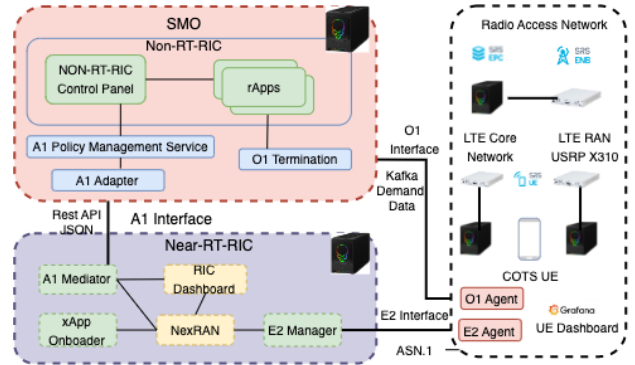 SMO
Non-RT-RIC
NON-RT-RIC
Control Panel
rApps
A1 Policy Management Service
O1 Termination
A1 Adapter
Rest API
JSON
A1 Interface
O1
Interface
Kafka
Demand
Data
Near-RT-RIC
A1 Mediator
RIC
Dashboard
xApp
Onboader
NexRAN
E2 Manager
E2 Interface
ASN.1
Radio Access Network
SRS
EPC
SRS
ENB
LTE Core
Network
LTE RAN
USRP X310
SRS
UE
COTS UE
O1 Agent
E2 Agent
Grafana
UE Dashboard